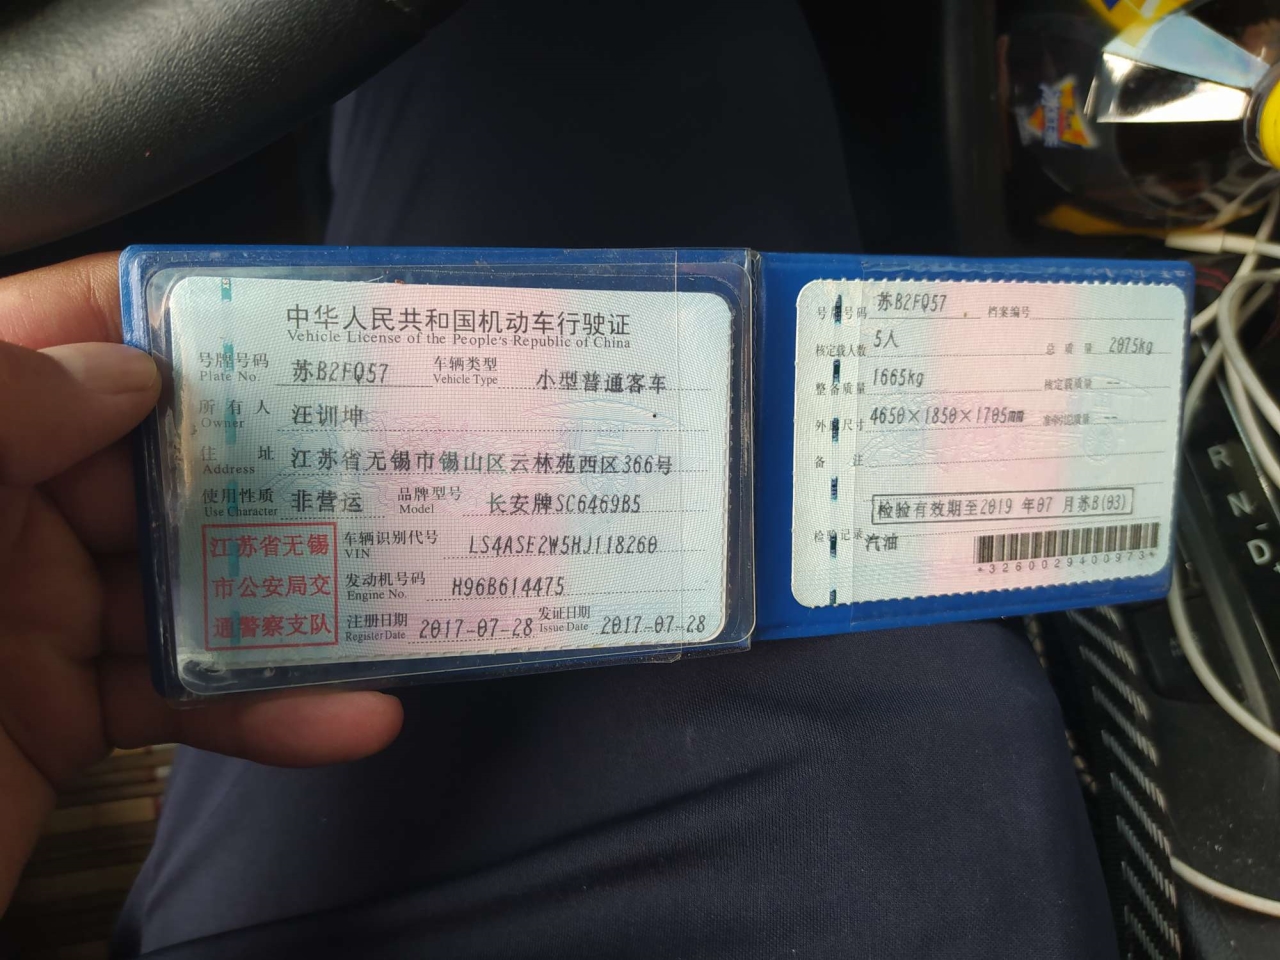 中华人民共和国机动车行驶证
Vehicle License of the People's Republic of China
号牌号码 苏B2FQ57 车辆类型 小型普通客车
Plate No. Vehicle Type
所有人 汪训坤
Owner
住址 江苏省无锡市锡山区云林苑西区366号
Address
使用性质 非营运 品牌型号 长安牌SC6469B5
Use Character Model
江苏省无锡
市公安局交
通警察支队
车辆识别代号 LS4ASE2W5HJ118260
VIN
发动机号码 H96B614475
Engine No.
注册日期 2017-07-28 发证日期 2017-07-28
Register Date Issue Date
号牌号码 苏B2FQ57 档案编号
核定载人数 5人 总质量 2075kg
整备质量 1665kg 核定载质量 --
外廓尺寸 4650×1850×1705mm 准牵引总质量 --
备注
检验有效期至2019年07月苏B(03)
检验记录 汽油
*3260029400973*
R
N
D